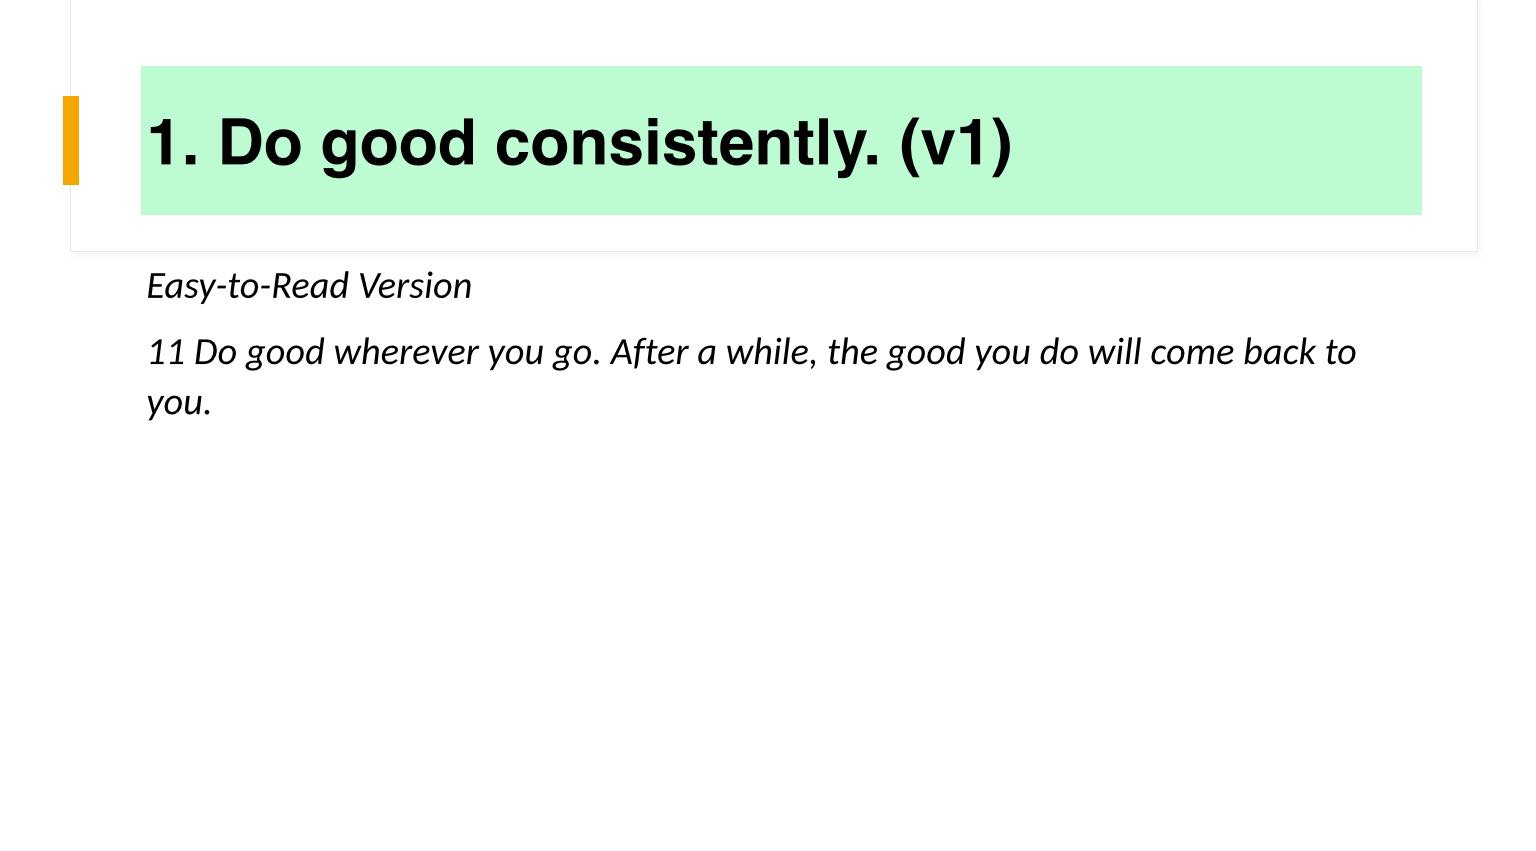 1. Do good consistently. (v1)
Easy-to-Read Version
11 Do good wherever you go. After a while, the good you do will come back to
you.